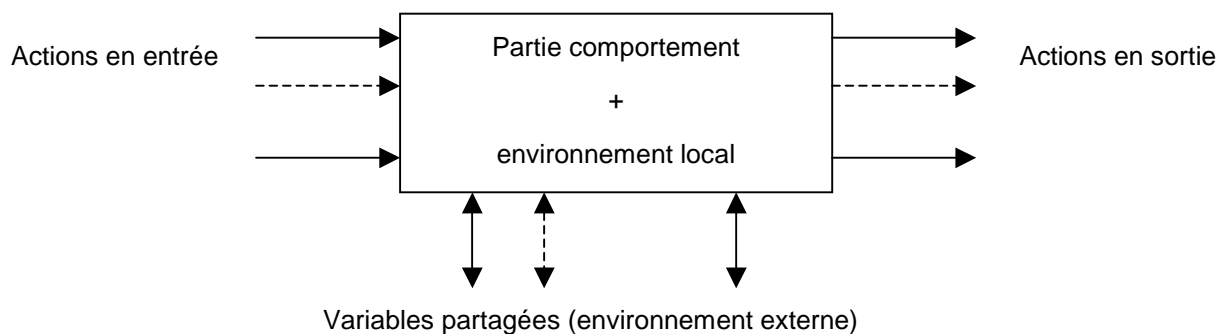 Actions en entrée
Partie comportement
+
environnement local
Actions en sortie
Variables partagées (environnement externe)